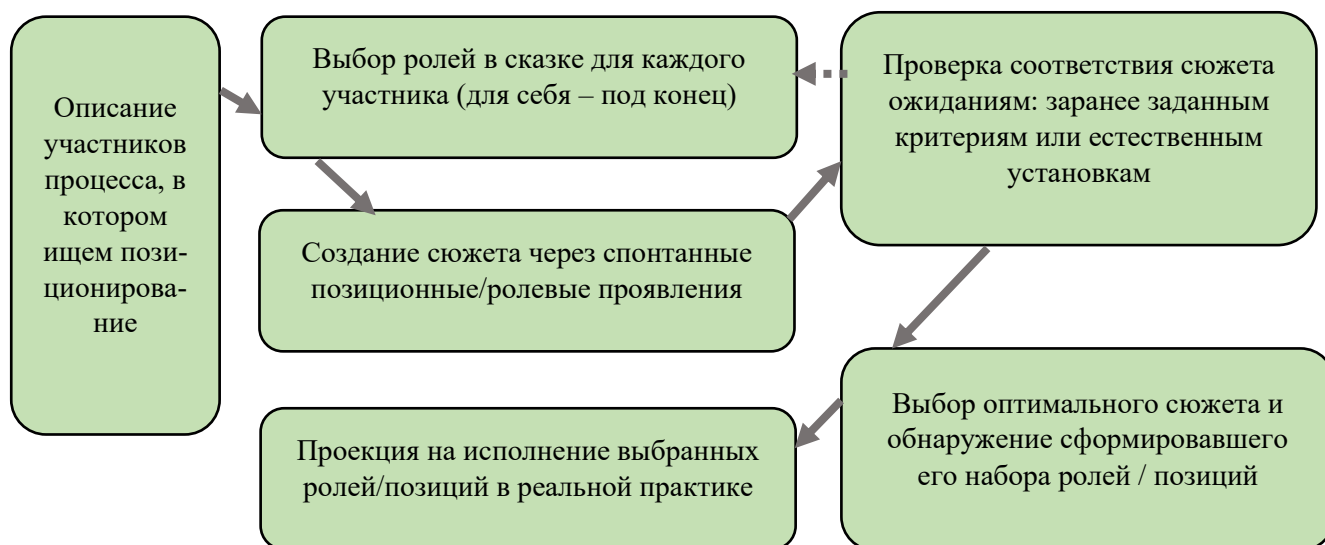 Описание
участников
процесса, в
котором
ищем пози-
ционирова-
ние
Выбор ролей в сказке для каждого
участника (для себя – под конец)
Создание сюжета через спонтанные
позиционные/ролевые проявления
Проверка соответствия сюжета
ожиданиям: заранее заданным
критериям или естественным
установкам
Выбор оптимального сюжета и
обнаружение сформировавшего
его набора ролей / позиций
Проекция на исполнение выбранных
ролей/позиций в реальной практике